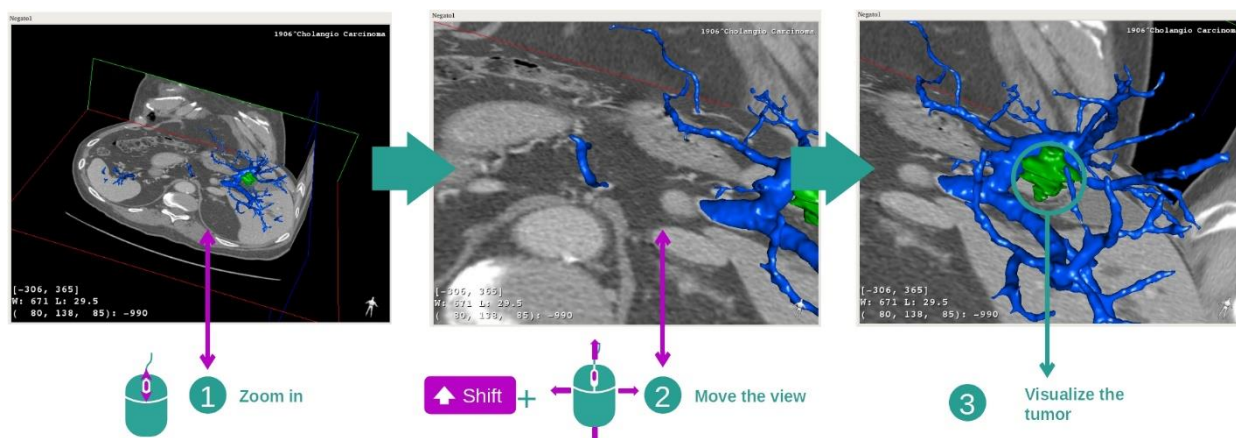 Negato1
1906^Cholangio Carcinoma
[-306, 365]
W: 671 L: 29.5
( 80, 138, 85): -990
Negato1
1906^Cholangio Carcinoma
[-306, 365]
W: 671 L: 29.5
( 80, 138, 85): -990
Negato1
1906^Cholangio Carcinoma
[-306, 365]
W: 671 L: 29.5
( 80, 138, 85): -990
1 Zoom in
Shift + 2 Move the view
3 Visualize the
tumor